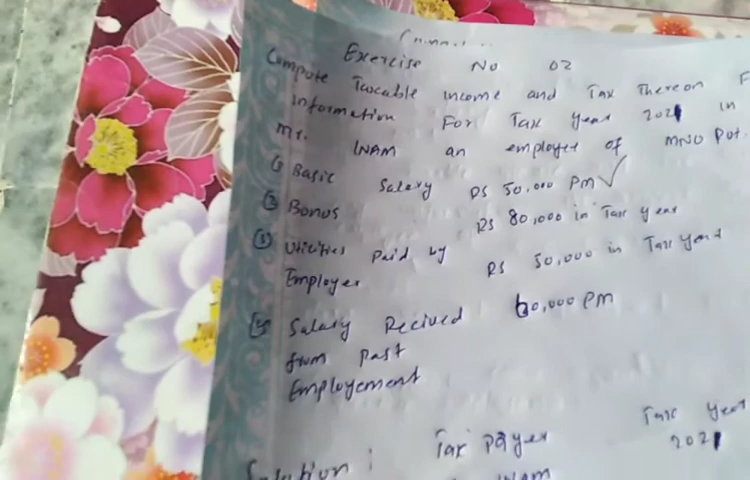 Exercise No 02
Compute Taxable income and Tax Thereon F
information For Tax year 2021 in
Mr. INAM an employee of MNO Pvt.
(1) Basic Salary RS 50,000 PM ✓
(2) Bonus RS 80,000 in Tax year
(3) Utilities Paid by
Employer RS 50,000 in Tax year
(4) Salary Recived 60,000 PM
from Past
Employement
Solution: Tax Payer Tax Year
INAM 2021